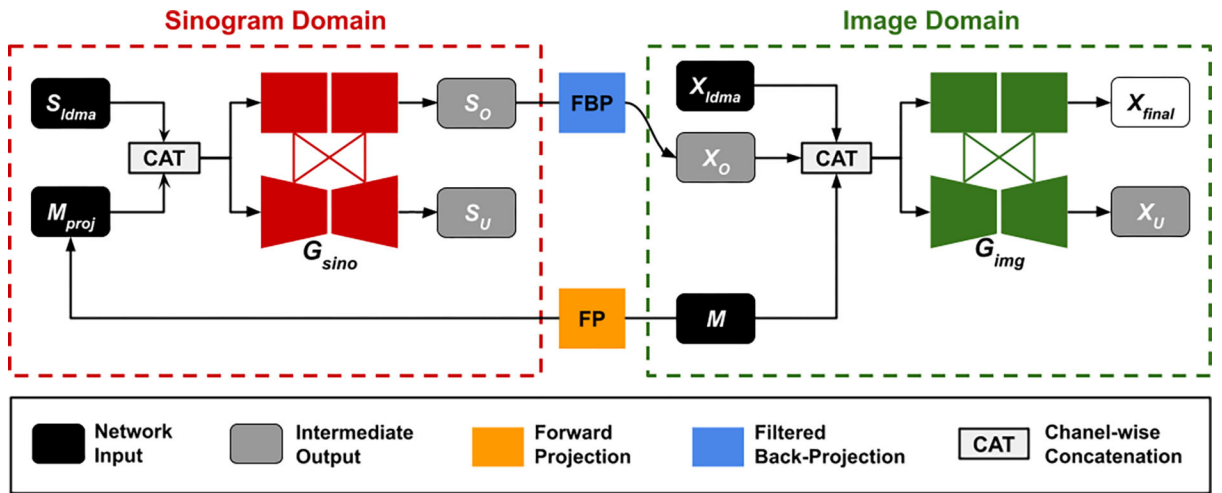 Sinogram Domain
Image Domain
S_ldma
CAT
M_proj
S_O
S_U
G_sino
FBP
FP
X_ldma
X_O
CAT
M
X_final
X_U
G_img
Network
Input
Intermediate
Output
Forward
Projection
Filtered
Back-Projection
CAT
Chanel-wise
Concatenation